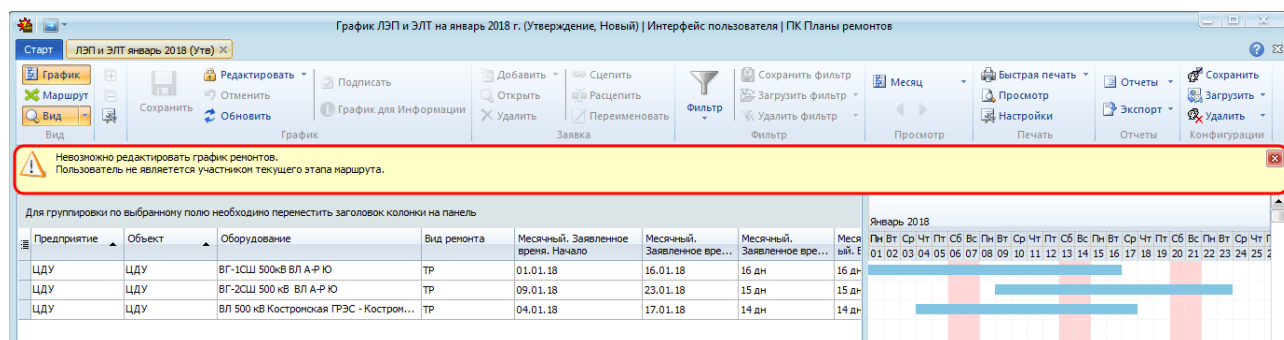 График ЛЭП и ЭЛТ на январь 2018 г. (Утверждение, Новый) | Интерфейс пользователя | ПК Планы ремонтов
Старт ЛЭП и ЭЛТ январь 2018 (Утв)
График Редактировать Подписать Добавить Сцепить Сохранить фильтр Месяц Быстрая печать Отчеты Сохранить
Маршрут Сохранить Отменить График для Информации Открыть Расцепить Фильтр Загрузить фильтр Просмотр Экспорт Загрузить
Вид Обновить Удалить Переименовать Удалить фильтр Настройки Удалить
Вид График Заявка Фильтр Просмотр Печать Отчеты Конфигурации
Невозможно редактировать график ремонтов.
Пользователь не являетется участником текущего этапа маршрута.
Для группировки по выбранному полю необходимо переместить заголовок колонки на панель
Январь 2018
Предприятие Объект Оборудование Вид ремонта Месячный. Заявленное время. Начало Месячный. Заявленное вре... Месячный. Заявленное вре... Меся ый. Пн Вт Ср Чт Пт Сб Вс Пн Вт Ср Чт Пт Сб Вс Пн Вт Ср Чт Пт Сб Вс Пн Вт Ср Чт
01 02 03 04 05 06 07 08 09 10 11 12 13 14 15 16 17 18 19 20 21 22 23 24 25
ЦДУ ЦДУ ВГ-1СШ 500кВ ВЛ А-Р Ю ТР 01.01.18 16.01.18 16 дн 16 дн
ЦДУ ЦДУ ВГ-2СШ 500 кВ ВЛ А-Р Ю ТР 09.01.18 23.01.18 15 дн 15 дн
ЦДУ ЦДУ ВЛ 500 кВ Костромская ГРЭС - Костром... ТР 04.01.18 17.01.18 14 дн 14 дн